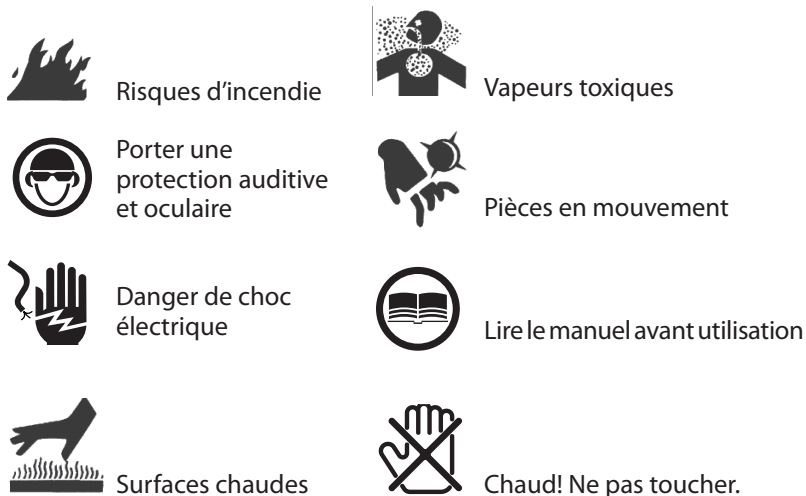 Risques d’incendie
Vapeurs toxiques
Porter une
protection auditive
et oculaire
Pièces en mouvement
Danger de choc
électrique
Lire le manuel avant utilisation
Surfaces chaudes
Chaud! Ne pas toucher.